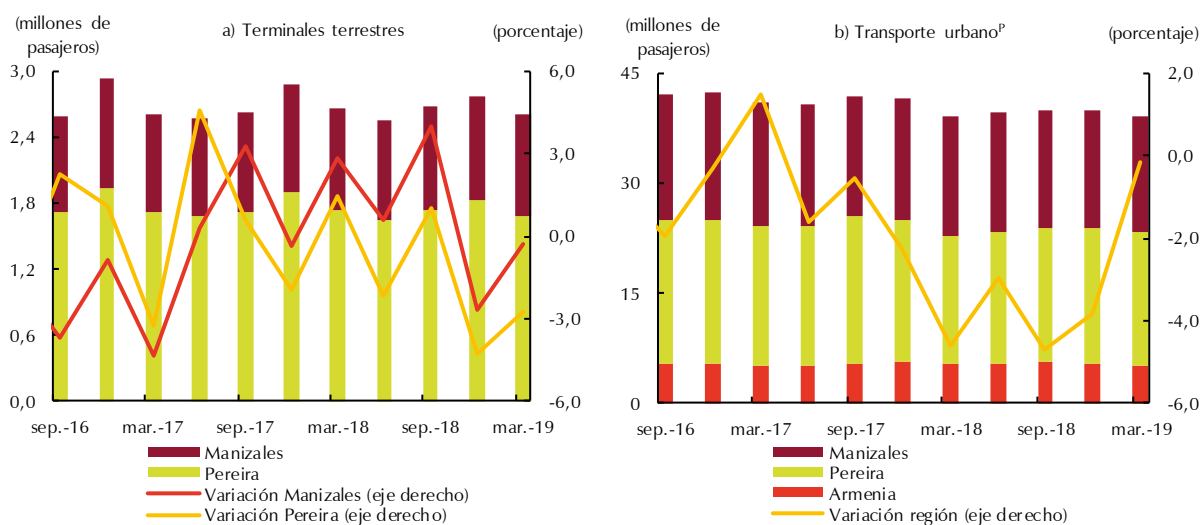 (millones de
pasajeros)
a) Terminales terrestres
(porcentaje)
3,0
2,4
1,8
1,2
0,6
0,0
6,0
3,0
0,0
-3,0
-6,0
sep.-16
mar.-17
sep.-17
mar.-18
sep.-18
mar.-19
Manizales
Pereira
Variación Manizales (eje derecho)
Variación Pereira (eje derecho)
(millones de
pasajeros)
b) Transporte urbanoᴾ
(porcentaje)
45
30
15
0
2,0
0,0
-2,0
-4,0
-6,0
sep.-16
mar.-17
sep.-17
mar.-18
sep.-18
mar.-19
Manizales
Pereira
Armenia
Variación región (eje derecho)